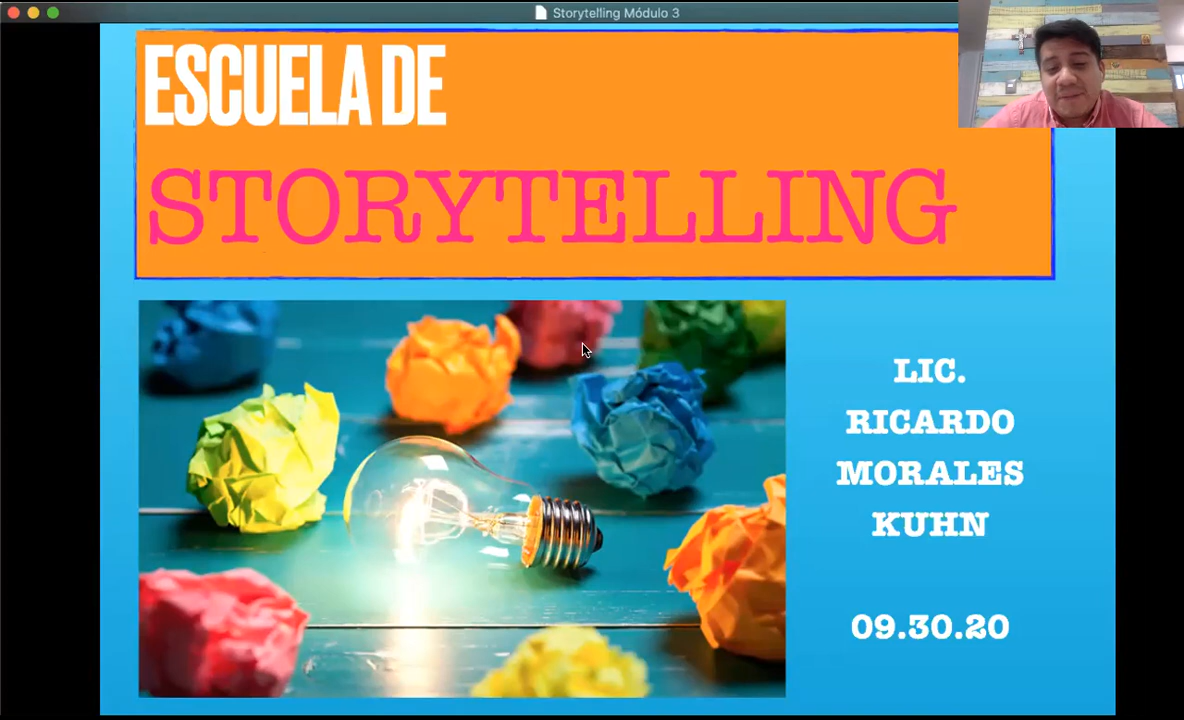 Storytelling Módulo 3
ESCUELA DE
STORYTELLING
LIC.
RICARDO
MORALES
KUHN
09.30.20